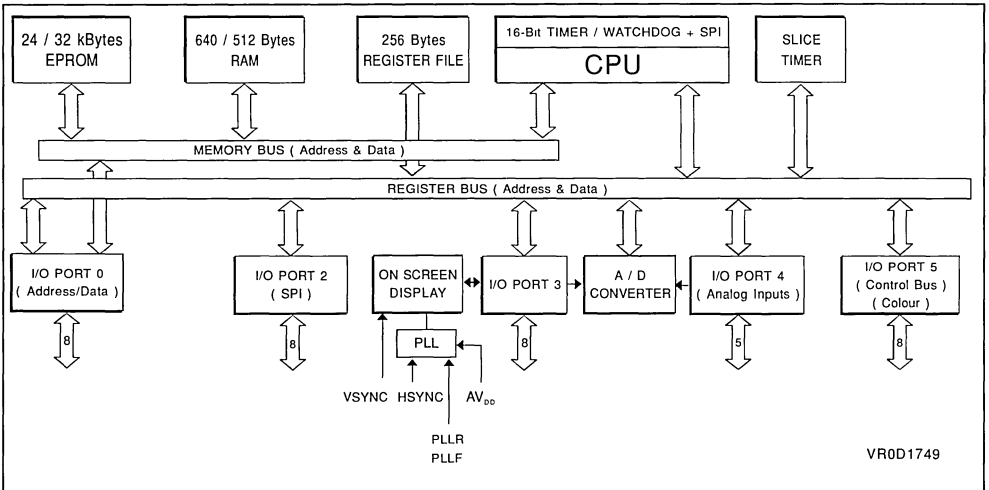 24 / 32 kBytes
EPROM
640 / 512 Bytes
RAM
256 Bytes
REGISTER FILE
16-Bit TIMER / WATCHDOG + SPI
CPU
SLICE
TIMER
MEMORY BUS ( Address & Data )
REGISTER BUS ( Address & Data )
I/O PORT 0
( Address/Data )
I/O PORT 2
( SPI )
ON SCREEN
DISPLAY
I/O PORT 3
A / D
CONVERTER
I/O PORT 4
( Analog Inputs )
I/O PORT 5
( Control Bus )
( Colour )
PLL
8
8
8
5
8
VSYNC
HSYNC
AV_DD
PLLR
PLLF
VR0D1749